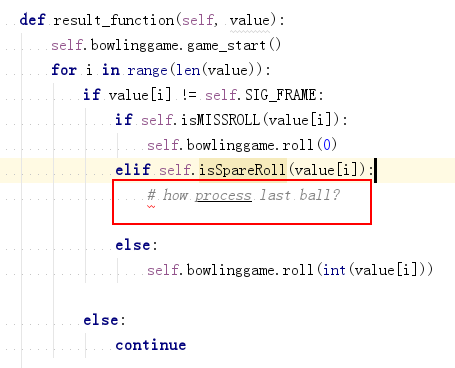 def result_function(self, value):
self.bowlinggame.game_start()
for i in range(len(value)):
if value[i] != self.SIG_FRAME:
if self.isMISSROLL(value[i]):
self.bowlinggame.roll(0)
elif self.isSpareRoll(value[i]):
# how process last ball?
else:
self.bowlinggame.roll(int(value[i]))
else:
continue